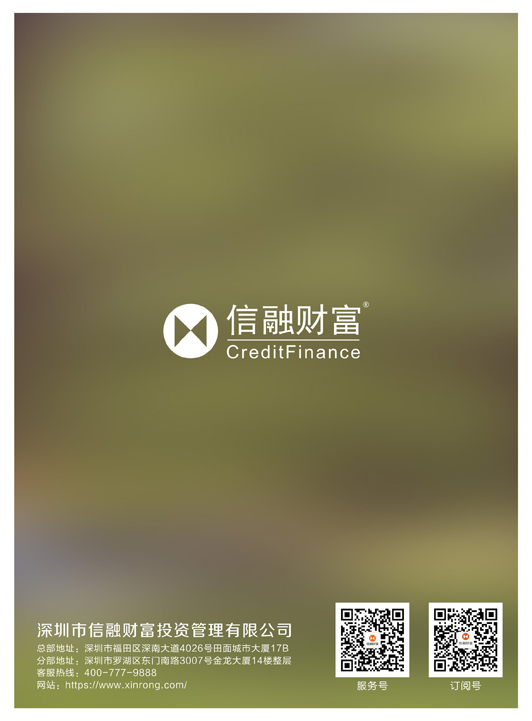 信融财富®
CreditFinance
深圳市信融财富投资管理有限公司
总部地址：深圳市福田区深南大道4026号田面城市大厦17B
分部地址：深圳市罗湖区东门南路3007号金龙大厦14楼整层
客服热线：400-777-9888
网站：https://www.xinrong.com/
服务号
订阅号